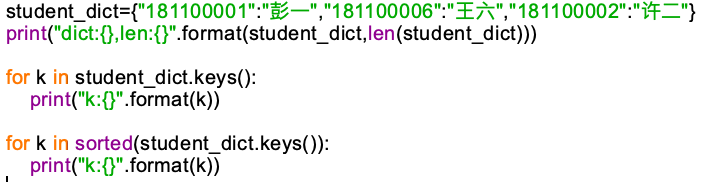 student_dict={"181100001":"彭一","181100006":"王六","181100002":"许二"}
print("dict:{},len:{}".format(student_dict,len(student_dict)))
for k in student_dict.keys():
    print("k:{}".format(k))
for k in sorted(student_dict.keys()):
    print("k:{}".format(k))